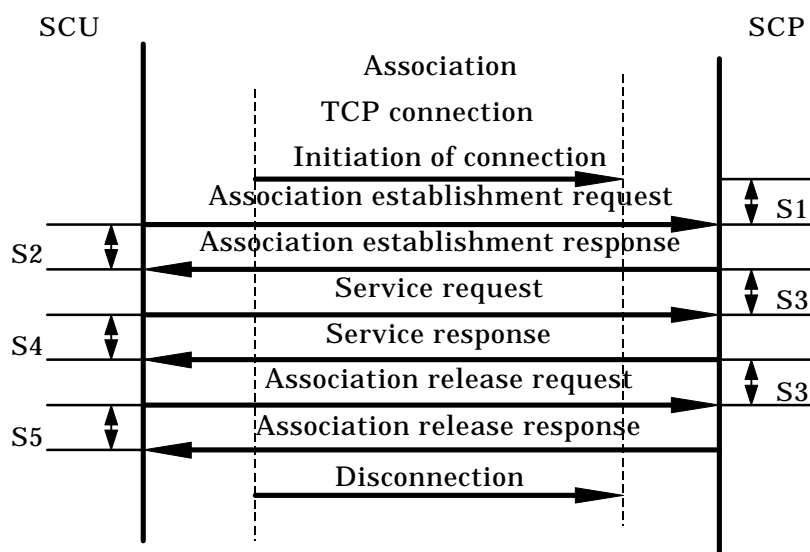 SCU
SCP
Association
TCP connection
Initiation of connection
Association establishment request
S1
Association establishment response
S2
Service request
S3
Service response
S4
Association release request
S3
Association release response
S5
Disconnection